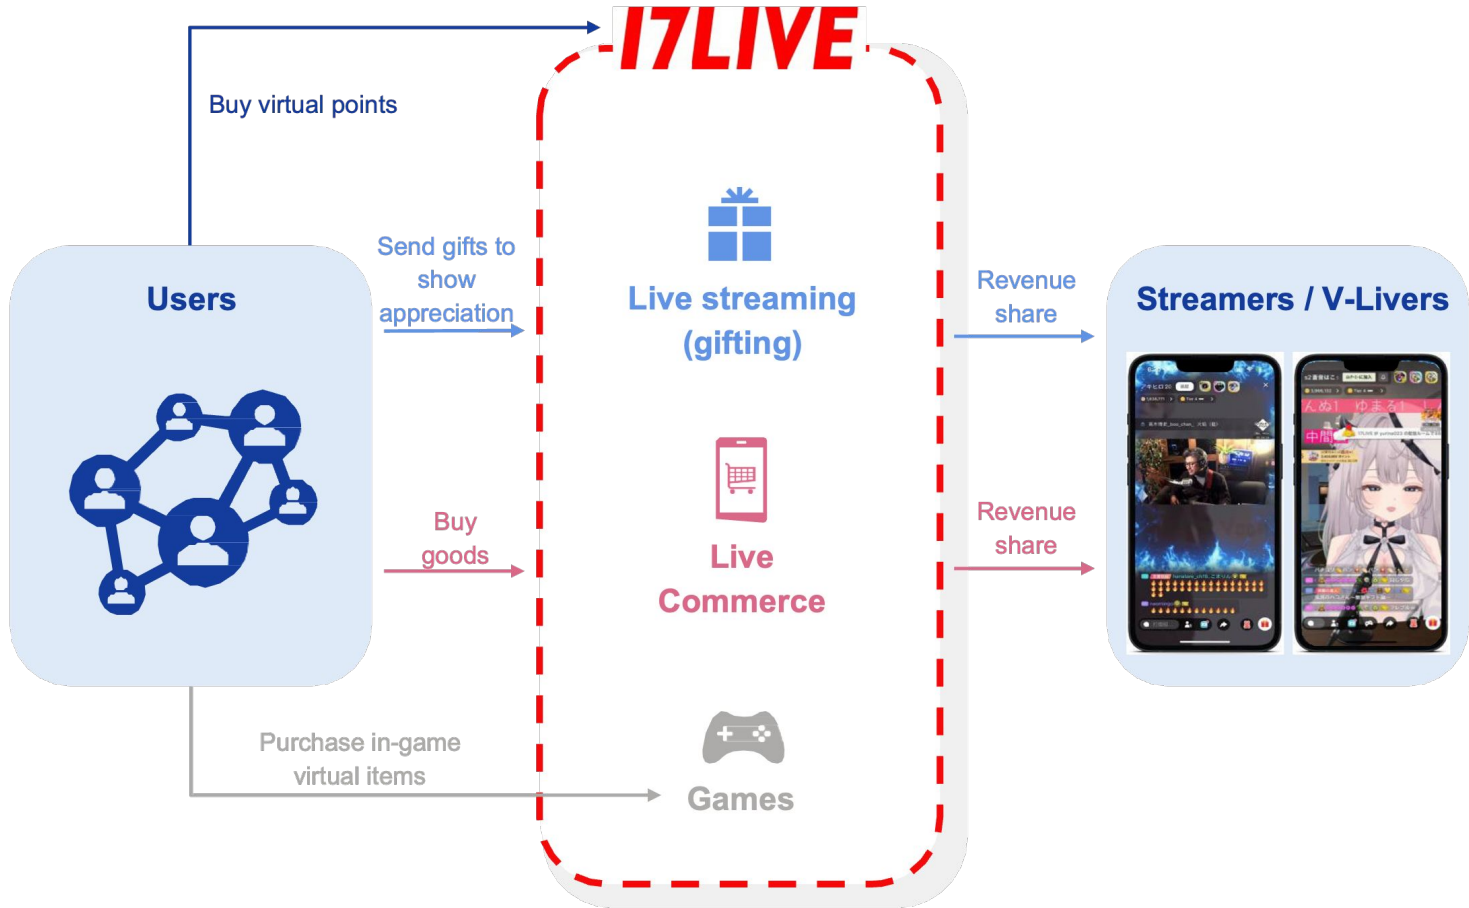 17LIVE
Buy virtual points
Send gifts to
show
appreciation
Users
Live streaming
(gifting)
Revenue
share
Streamers / V-Livers
Buy
goods
Live
Commerce
Revenue
share
Purchase in-game
virtual items
Games